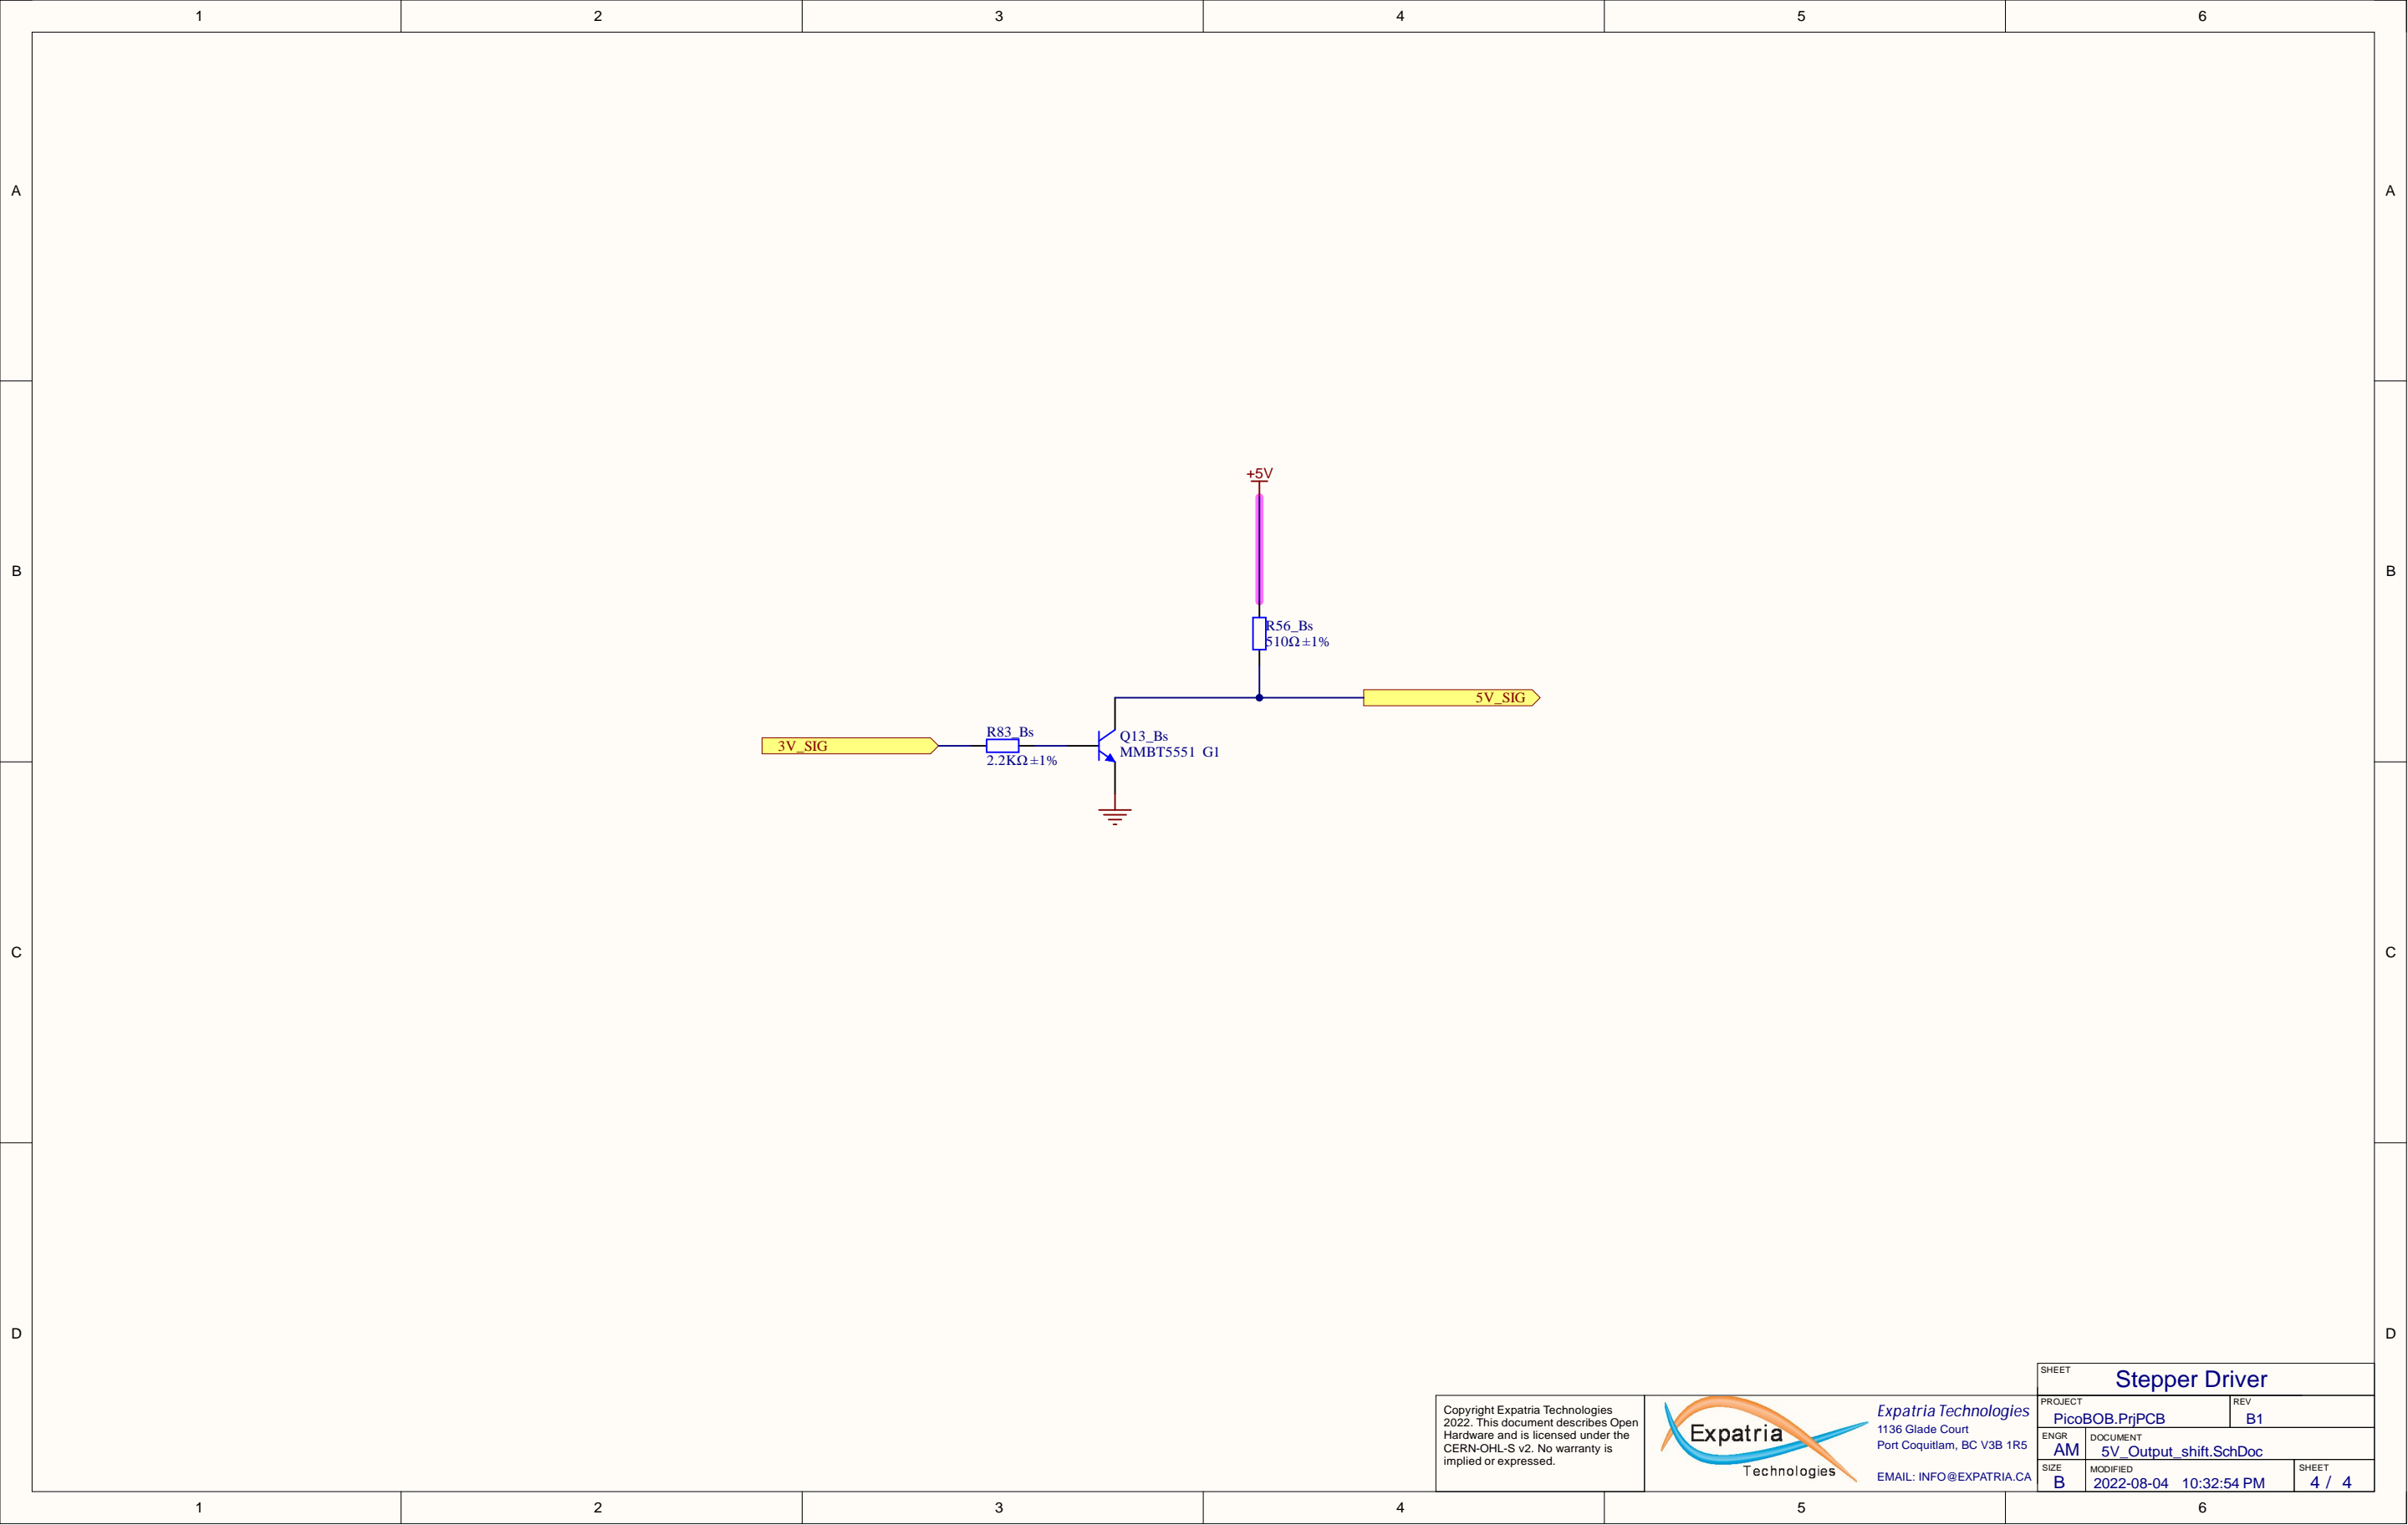 1 2 3 4 5 6
A A
B B
C C
D D
+5V
R56_Bs
510Ω±1%
5V_SIG
3V_SIG
R83_Bs
2.2KΩ±1%
Q13_Bs
MMBT5551 G1
Copyright Expatria Technologies
2022. This document describes Open
Hardware and is licensed under the
CERN-OHL-S v2. No warranty is
implied or expressed.
Expatria
Technologies
Expatria Technologies
1136 Glade Court
Port Coquitlam, BC V3B 1R5
EMAIL: INFO@EXPATRIA.CA
SHEET
Stepper Driver
PROJECT
PicoBOB.PrjPCB
REV
B1
ENGR
AM
DOCUMENT
5V_Output_shift.SchDoc
SIZE
B
MODIFIED
2022-08-04 10:32:54 PM
SHEET
4 / 4
1 2 3 4 5 6